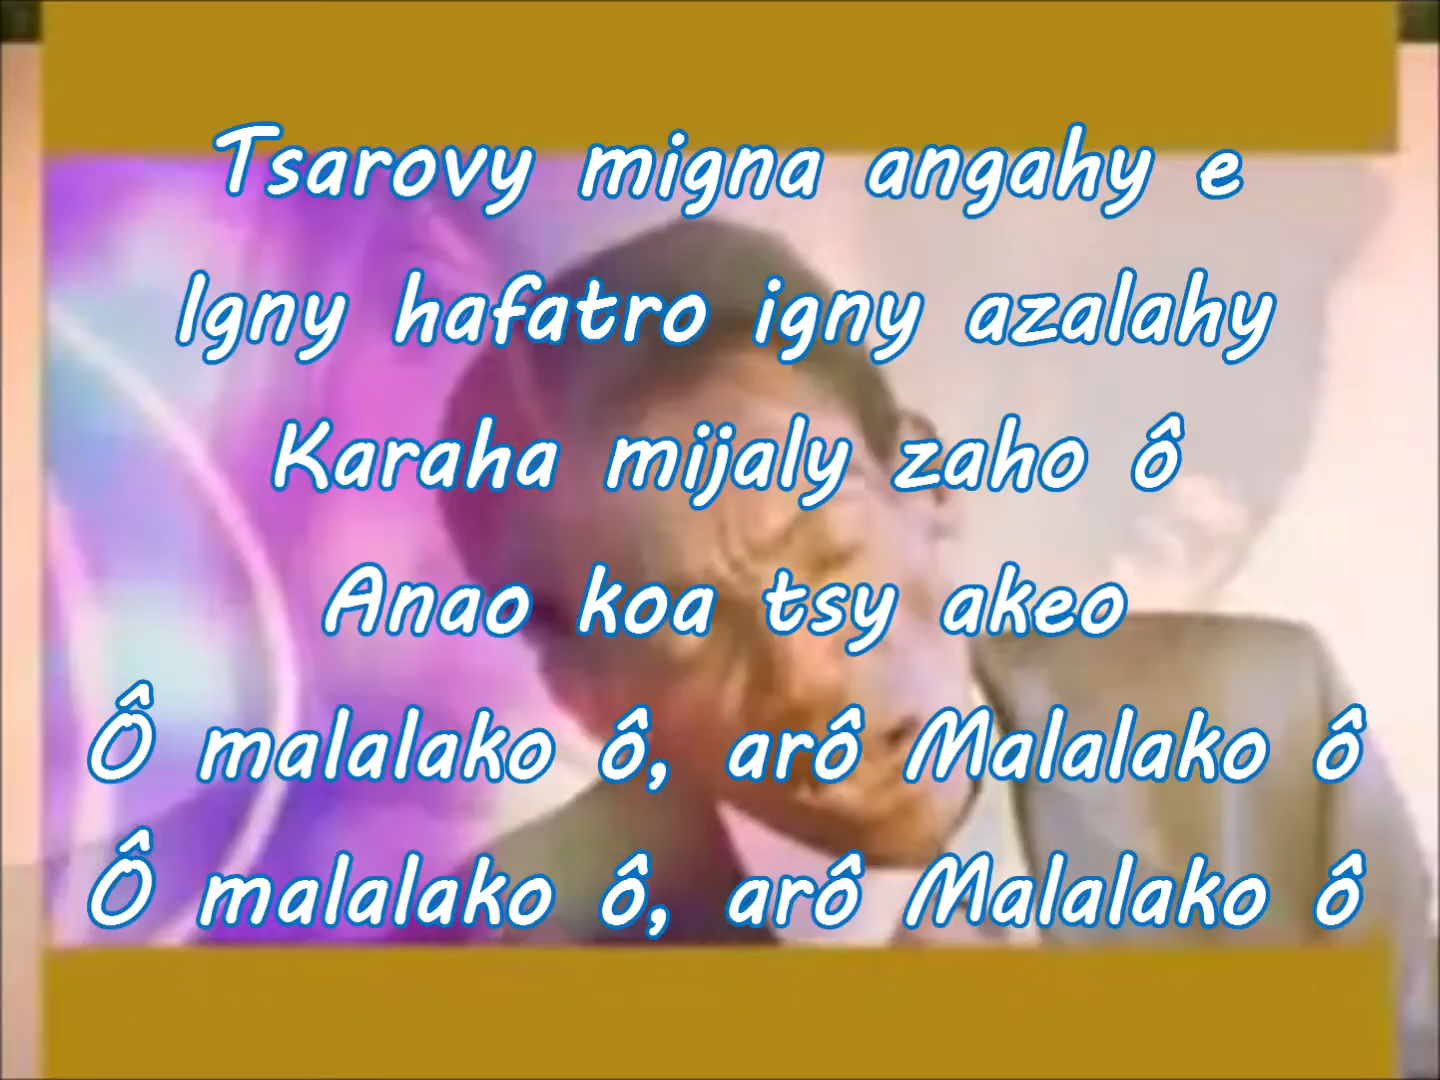 Tsarovy migna angahy e
Igny hafatro igny azalahy
Karaha mijaly zaho ô
Anao koa tsy akeo
Ô malalako ô, arô Malalako ô
Ô malalako ô, arô Malalako ô